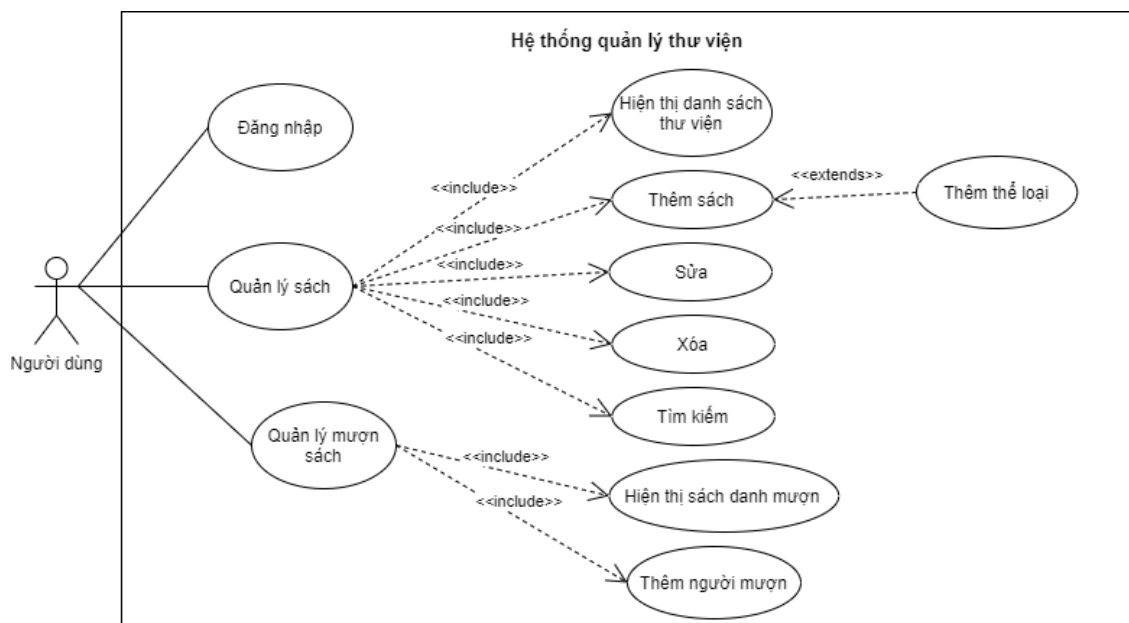 Hệ thống quản lý thư viện
Đăng nhập
Hiện thị danh sách
thư viện
<<include>>
Thêm sách
<<extends>>
Thêm thể loại
<<include>>
<<include>>
Sửa
Quản lý sách
<<include>>
Xóa
<<include>>
Người dùng
Tìm kiếm
Quản lý mượn
sách
<<include>>
Hiện thị sách danh mượn
<<include>>
Thêm người mượn